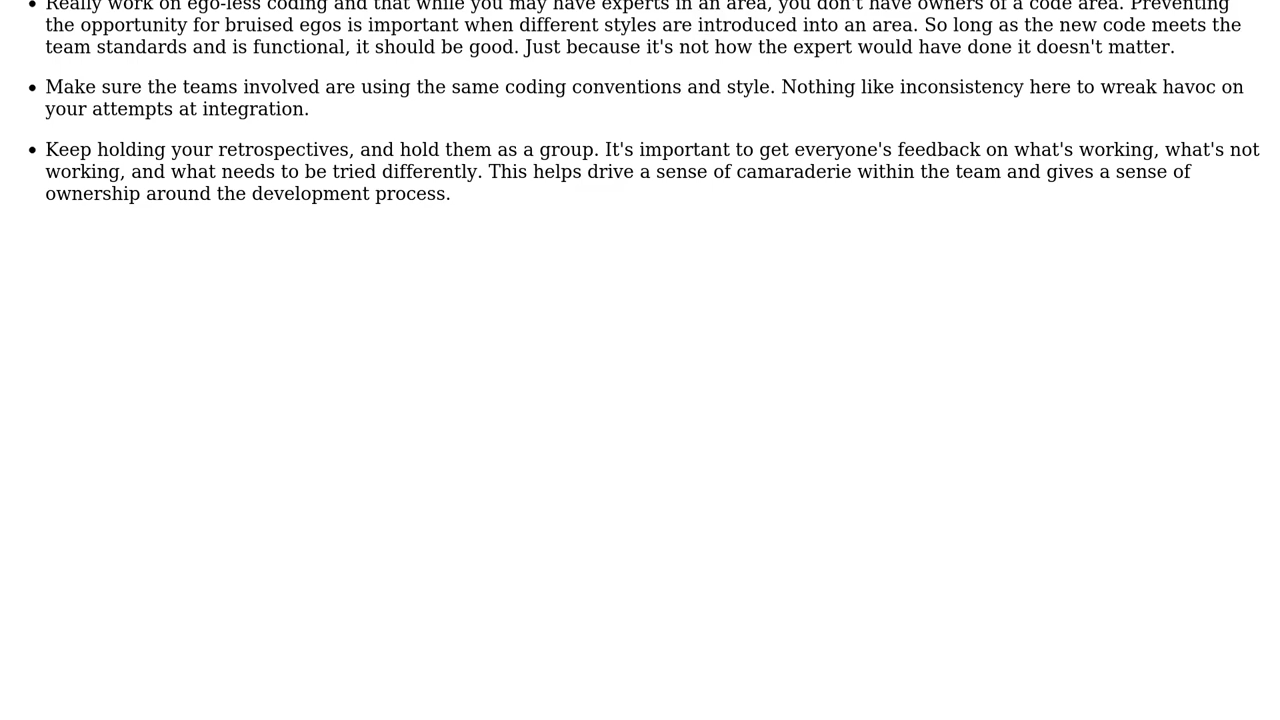 Really work on ego-less coding and that while you may have experts in an area, you don't have owners of a code area. Preventing
the opportunity for bruised egos is important when different styles are introduced into an area. So long as the new code meets the
team standards and is functional, it should be good. Just because it's not how the expert would have done it doesn't matter.
Make sure the teams involved are using the same coding conventions and style. Nothing like inconsistency here to wreak havoc on
your attempts at integration.
Keep holding your retrospectives, and hold them as a group. It's important to get everyone's feedback on what's working, what's not
working, and what needs to be tried differently. This helps drive a sense of camaraderie within the team and gives a sense of
ownership around the development process.